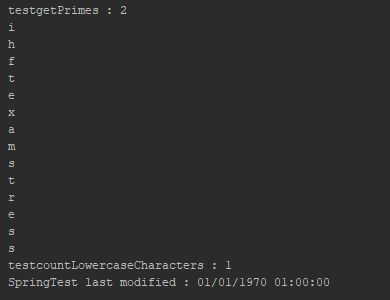 testgetPrimes : 2
i
h
f
t
e
x
a
m
s
t
r
e
s
s
testcountLowercaseCharacters : 1
SpringTest last modified : 01/01/1970 01:00:00